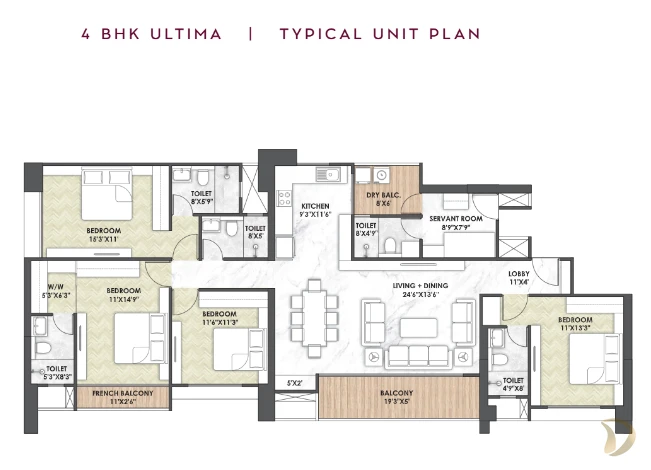 4 BHK ULTIMA | TYPICAL UNIT PLAN
TOILET
8'X5'9"
KITCHEN
9'3"X11'6"
DRY BALC.
8'X6'
BEDROOM
15'3"X11'
TOILET
8'X5'
TOILET
8'X4'9"
SERVANT ROOM
8'9"X7'9"
LOBBY
11'X4'
W/W
5'3"X6'3"
BEDROOM
11'X14'9"
LIVING + DINING
24'6"X13'6"
BEDROOM
11'6"X11'3"
BEDROOM
11'X13'3"
TOILET
5'3"X8'3"
TOILET
4'9"X8'
5'X2'
FRENCH BALCONY
11'X2'6"
BALCONY
19'3"X5'